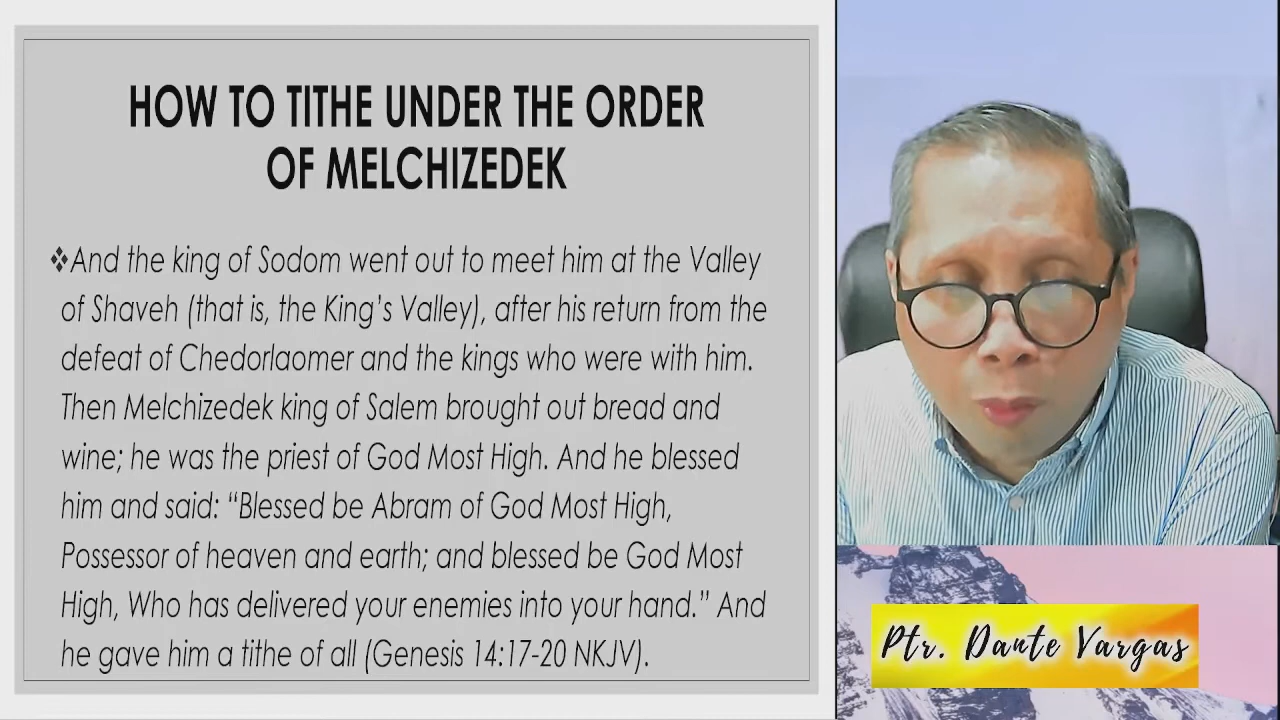 HOW TO TITHE UNDER THE ORDER
OF MELCHIZEDEK
❖And the king of Sodom went out to meet him at the Valley
of Shaveh (that is, the King's Valley), after his return from the
defeat of Chedorlaomer and the kings who were with him.
Then Melchizedek king of Salem brought out bread and
wine; he was the priest of God Most High. And he blessed
him and said: “Blessed be Abram of God Most High,
Possessor of heaven and earth; and blessed be God Most
High, Who has delivered your enemies into your hand.” And
he gave him a tithe of all (Genesis 14:17-20 NKJV).
Ptr. Dante Vargas